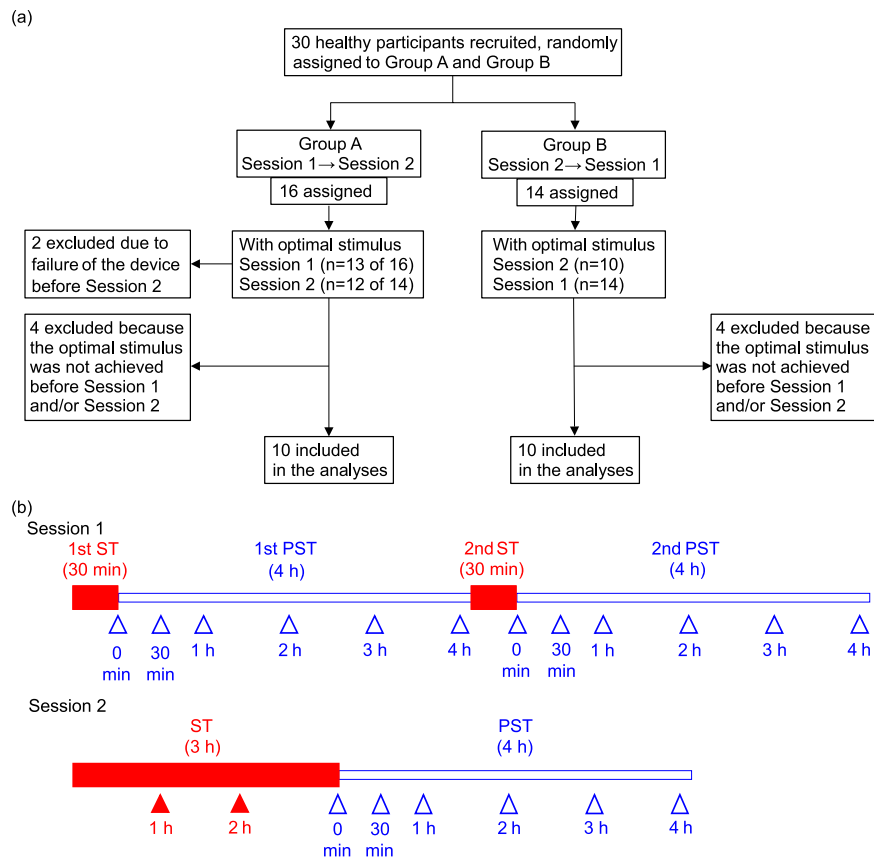 (a)
30 healthy participants recruited, randomly
assigned to Group A and Group B
Group A
Session 1→ Session 2
16 assigned
Group B
Session 2→ Session 1
14 assigned
2 excluded due to
failure of the device
before Session 2
With optimal stimulus
Session 1 (n=13 of 16)
Session 2 (n=12 of 14)
With optimal stimulus
Session 2 (n=10)
Session 1 (n=14)
4 excluded because
the optimal stimulus
was not achieved
before Session 1
and/or Session 2
4 excluded because
the optimal stimulus
was not achieved
before Session 1
and/or Session 2
10 included
in the analyses
10 included
in the analyses
(b)
Session 1
1st ST
(30 min)
1st PST
(4 h)
2nd ST
(30 min)
2nd PST
(4 h)
0
min
30
min
1 h
2 h
3 h
4 h
0
min
30
min
1 h
2 h
3 h
4 h
Session 2
ST
(3 h)
PST
(4 h)
1 h
2 h
0
min
30
min
1 h
2 h
3 h
4 h